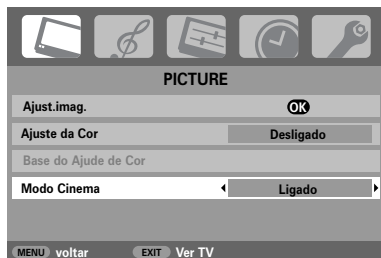 PICTURE
Ajust.imag. OK
Ajuste da Cor Desligado
Base do Ajude de Cor
Modo Cinema Ligado
MENU voltar EXIT Ver TV